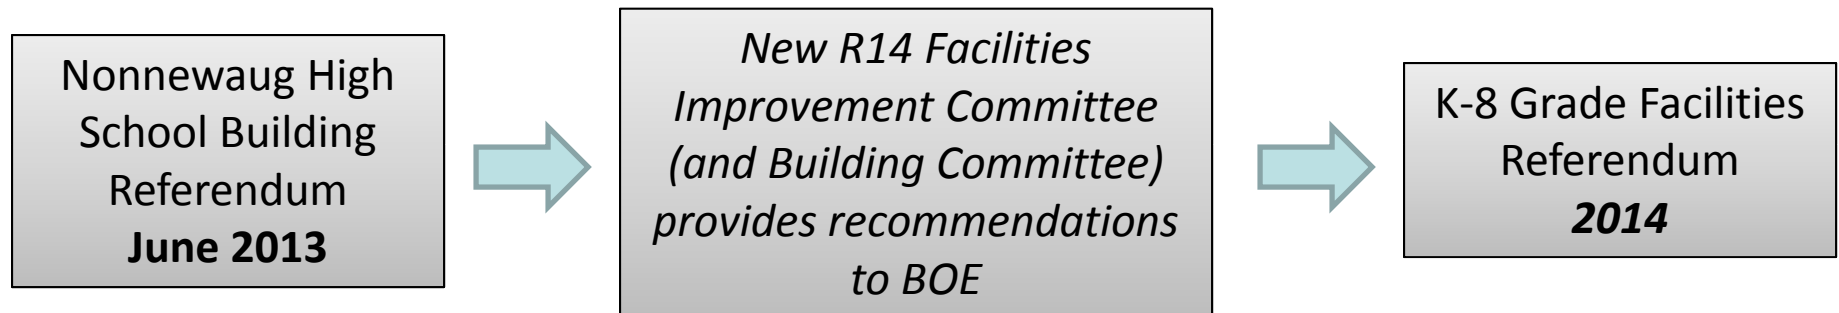 Nonnewaug High
School Building
Referendum
June 2013
New R14 Facilities
Improvement Committee
(and Building Committee)
provides recommendations
to BOE
K-8 Grade Facilities
Referendum
2014